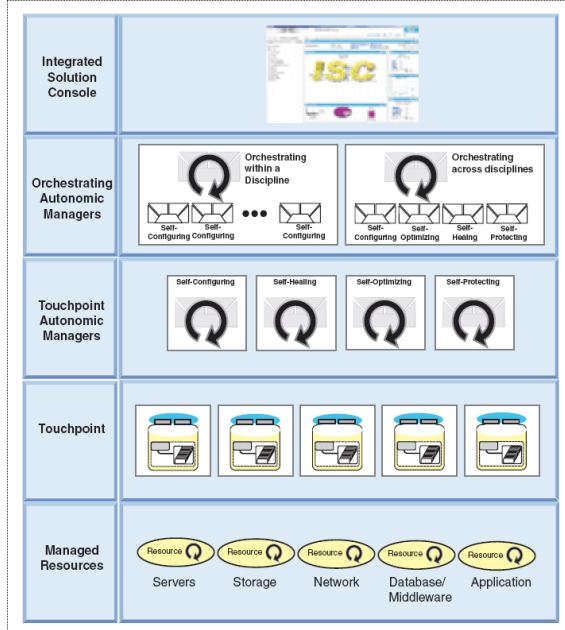 Integrated
Solution
Console
ISC
Orchestrating
Autonomic
Managers
Orchestrating
within a
Discipline
Self-
Configuring
Self-
Configuring
Self-
Configuring
Orchestrating
across disciplines
Self-
Configuring
Self-
Optimizing
Self-
Heaing
Self-
Protecting
Touchpoint
Autonomic
Managers
Self-Configuring
Self-Healing
Self-Optimizing
Self-Protecting
Touchpoint
Managed
Resources
Resource
Servers
Resource
Storage
Resource
Network
Resource
Database/
Middleware
Resource
Application